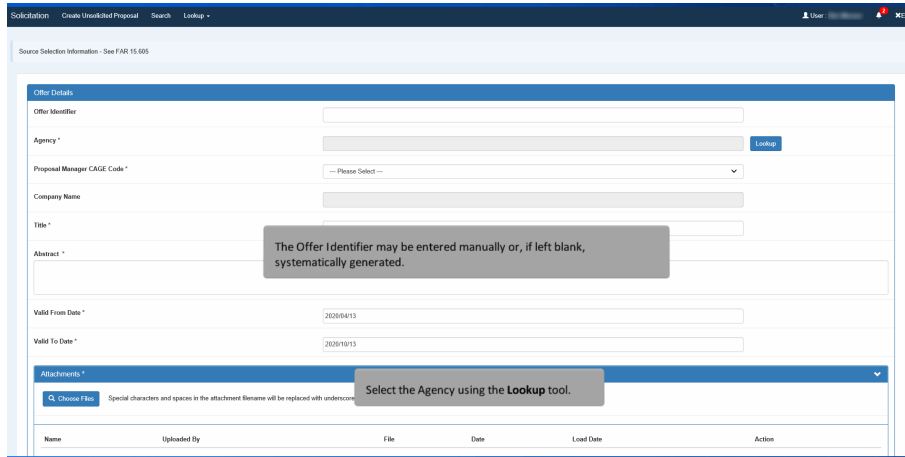 Solicitation Create Unsolicited Proposal Search Lookup User : 2
Source Selection Information - See FAR 15.605
Offer Details
Offer Identifier
Agency * Lookup
Proposal Manager CAGE Code * --- Please Select ---
Company Name
Title *
The Offer Identifier may be entered manually or, if left blank,
systematically generated.
Abstract *
Valid From Date * 2020/04/13
Valid To Date * 2020/10/13
Attachments *
Select the Agency using the Lookup tool.
Choose Files Special characters and spaces in the attachment filename will be replaced with underscore
Name Uploaded By File Date Load Date Action